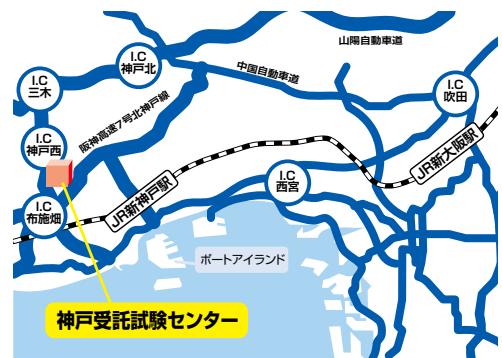 山陽自動車道
I.C
神戸北
中国自動車道
I.C
三木
I.C
吹田
阪神高速7号北神戸線
I.C
神戸西
JR新大阪駅
I.C
西宮
JR新神戸駅
I.C
布施畑
ポートアイランド
神戸受託試験センター